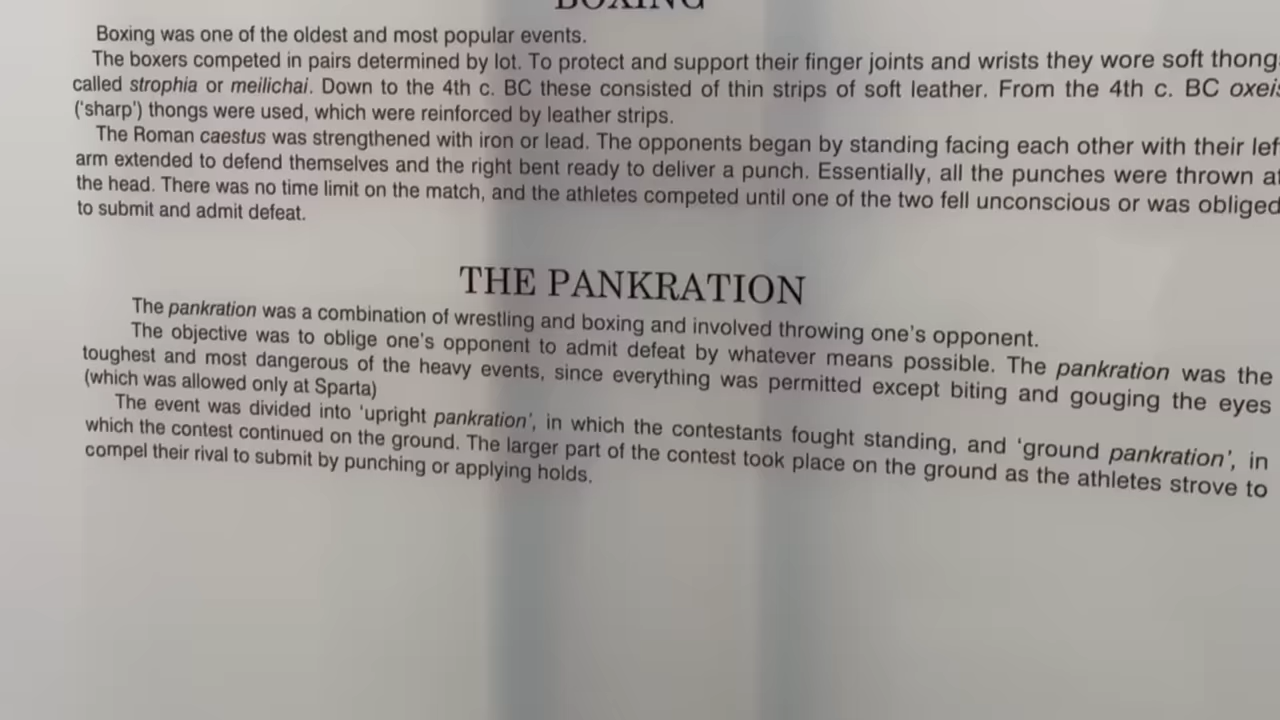 BOXING
Boxing was one of the oldest and most popular events.
The boxers competed in pairs determined by lot. To protect and support their finger joints and wrists they wore soft thong
called strophia or meilichai. Down to the 4th c. BC these consisted of thin strips of soft leather. From the 4th c. BC oxeis
('sharp') thongs were used, which were reinforced by leather strips.
The Roman caestus was strengthened with iron or lead. The opponents began by standing facing each other with their lef
arm extended to defend themselves and the right bent ready to deliver a punch. Essentially, all the punches were thrown at
the head. There was no time limit on the match, and the athletes competed until one of the two fell unconscious or was obliged
to submit and admit defeat.
THE PANKRATION
The pankration was a combination of wrestling and boxing and involved throwing one's opponent.
The objective was to oblige one's opponent to admit defeat by whatever means possible. The pankration was the
toughest and most dangerous of the heavy events, since everything was permitted except biting and gouging the eyes
(which was allowed only at Sparta)
The event was divided into 'upright pankration', in which the contestants fought standing, and 'ground pankration', in
which the contest continued on the ground. The larger part of the contest took place on the ground as the athletes strove to
compel their rival to submit by punching or applying holds.